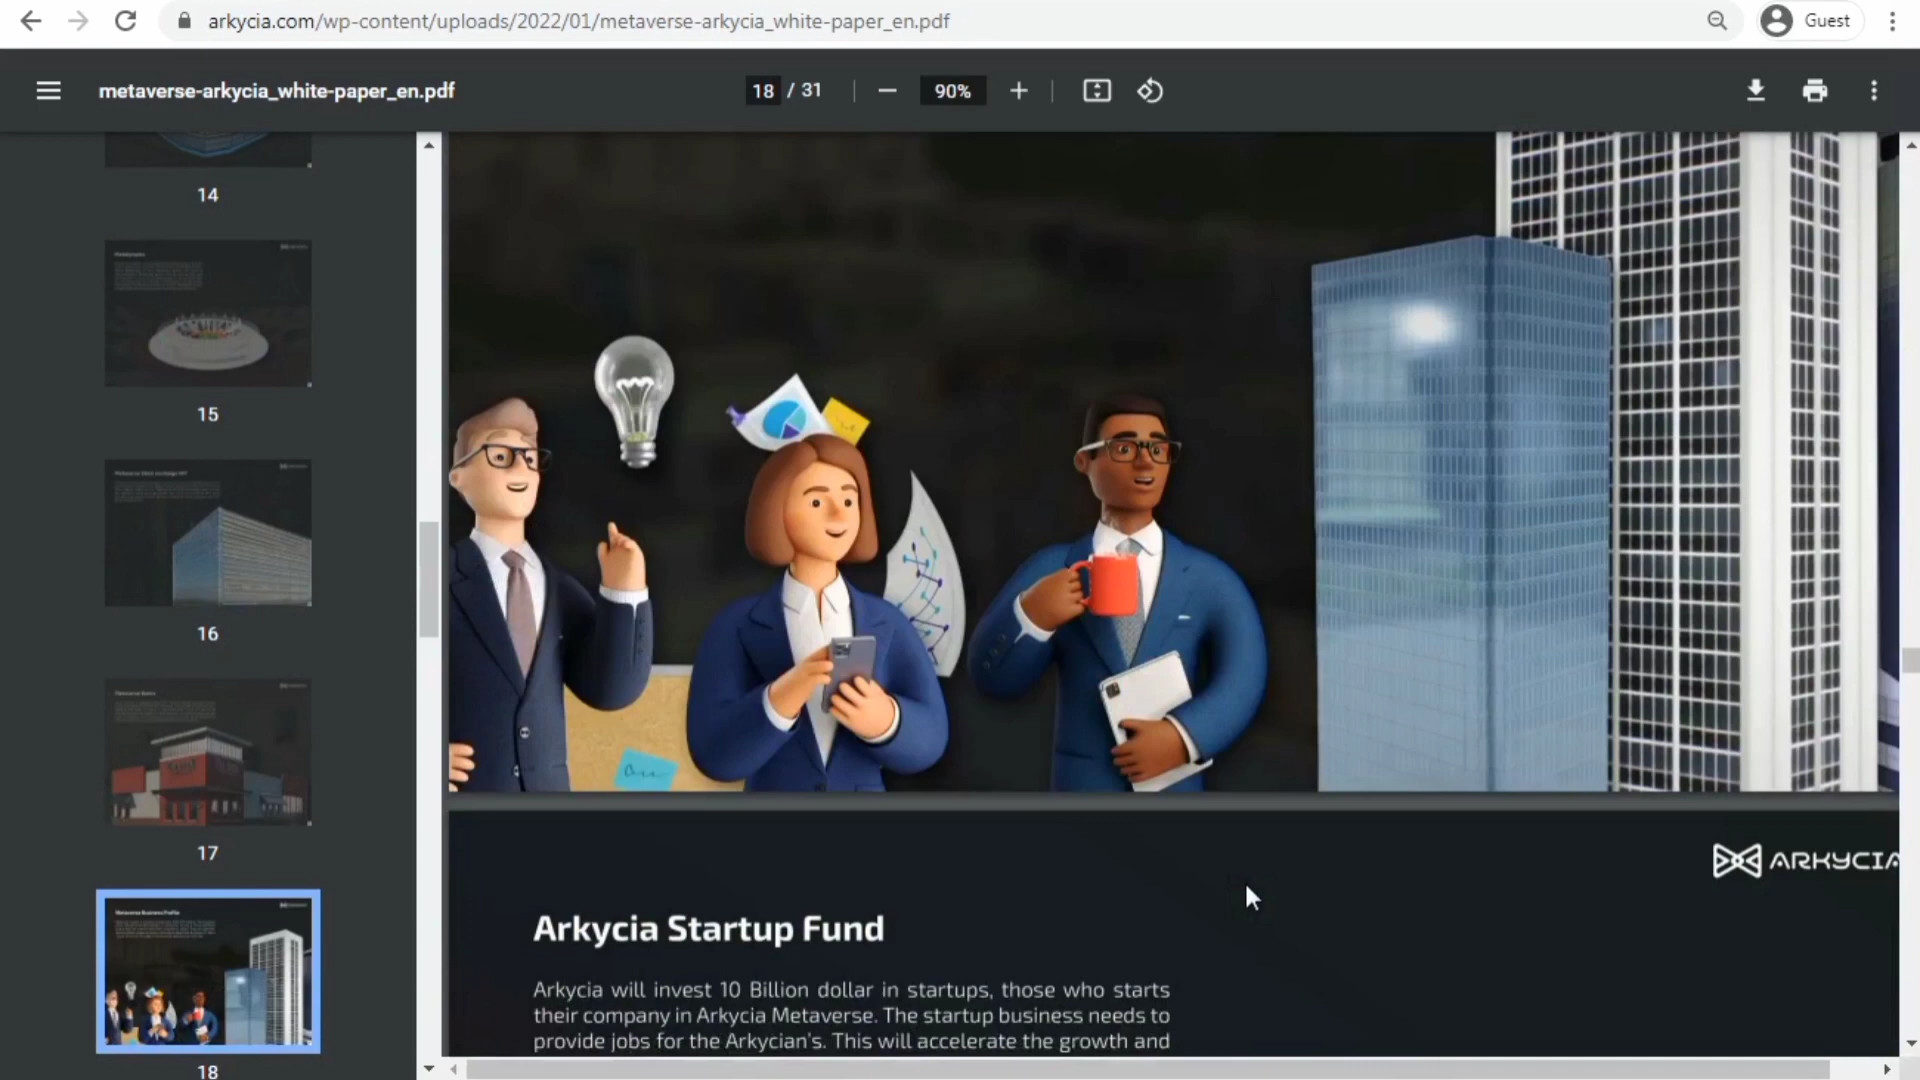 arkycia.com/wp-content/uploads/2022/01/metaverse-arkycia_white-paper_en.pdf
Guest
metaverse-arkycia_white-paper_en.pdf
18 / 31
90%
14
15
16
17
Metaverse Business Profile
18
ARKYCIA
Arkycia Startup Fund
Arkycia will invest 10 Billion dollar in startups, those who starts
their company in Arkycia Metaverse. The startup business needs to
provide jobs for the Arkycian's. This will accelerate the growth and